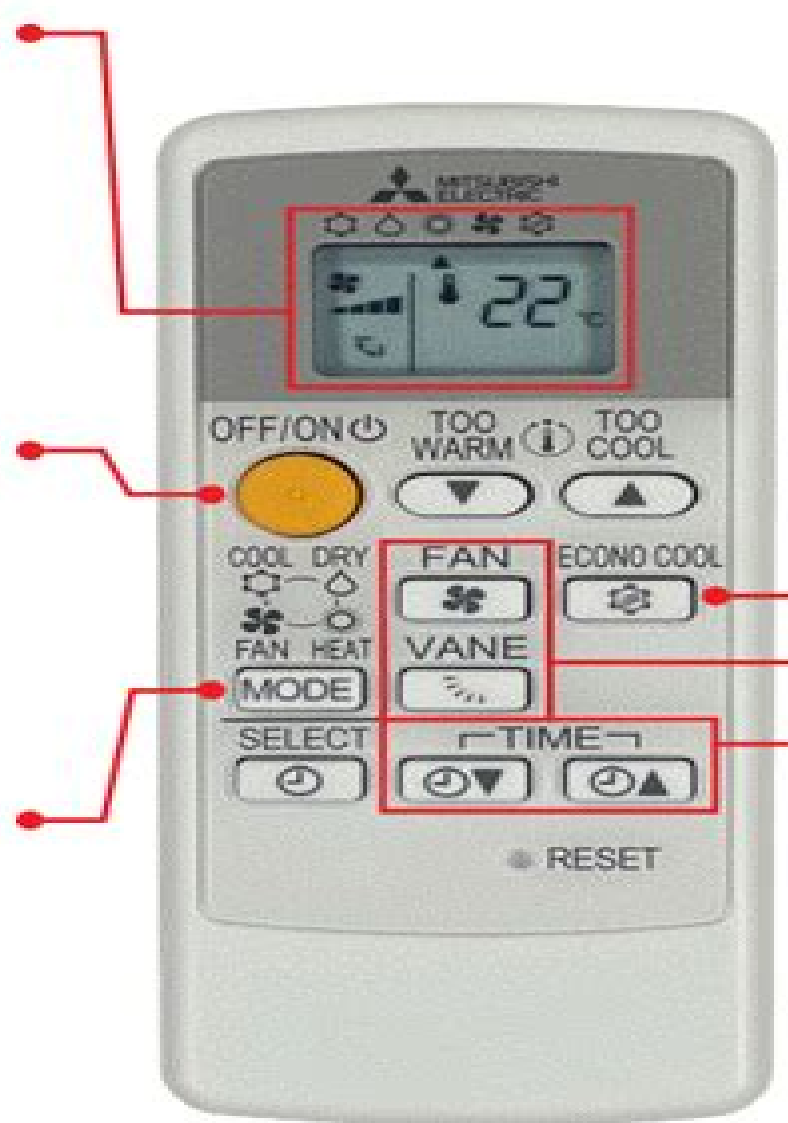 MITSUBISHI
ELECTRIC
22 °C
OFF/ON
TOO WARM
TOO COOL
COOL DRY
FAN HEAT
MODE
FAN
ECONO COOL
VANE
SELECT
TIME
RESET